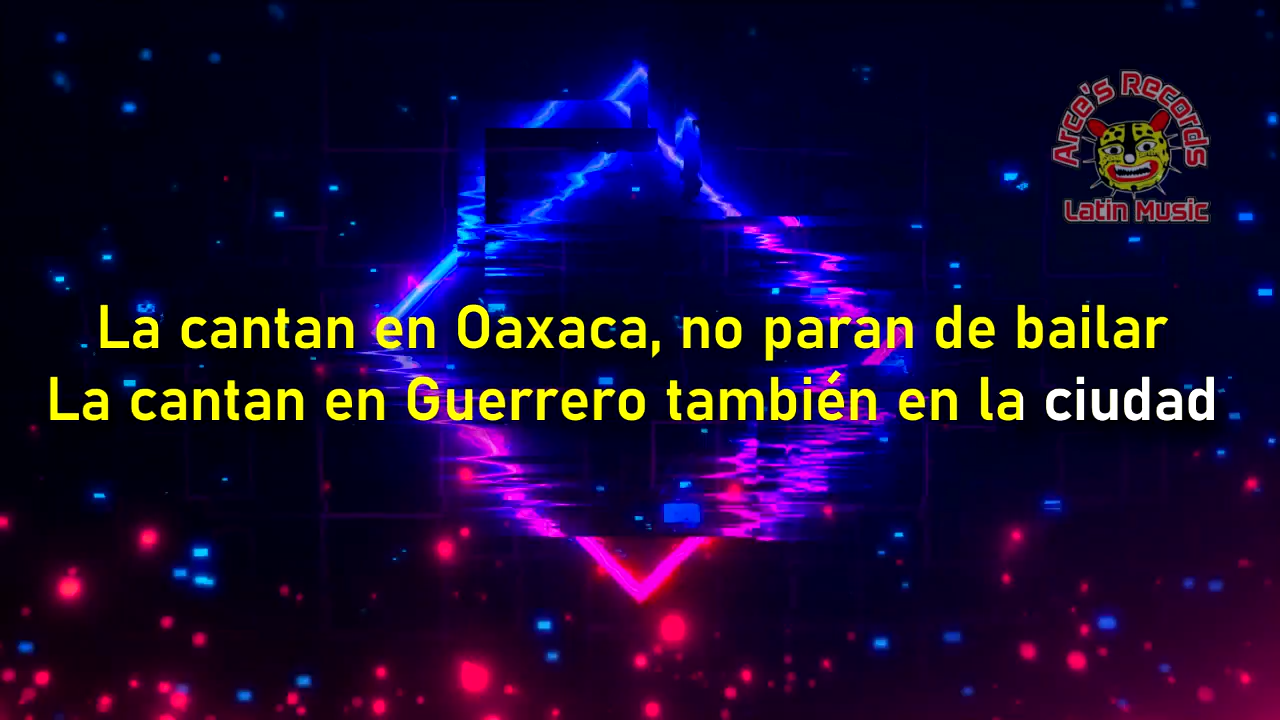 Arce's Records
Latin Music
La cantan en Oaxaca, no paran de bailar
La cantan en Guerrero también en la ciudad